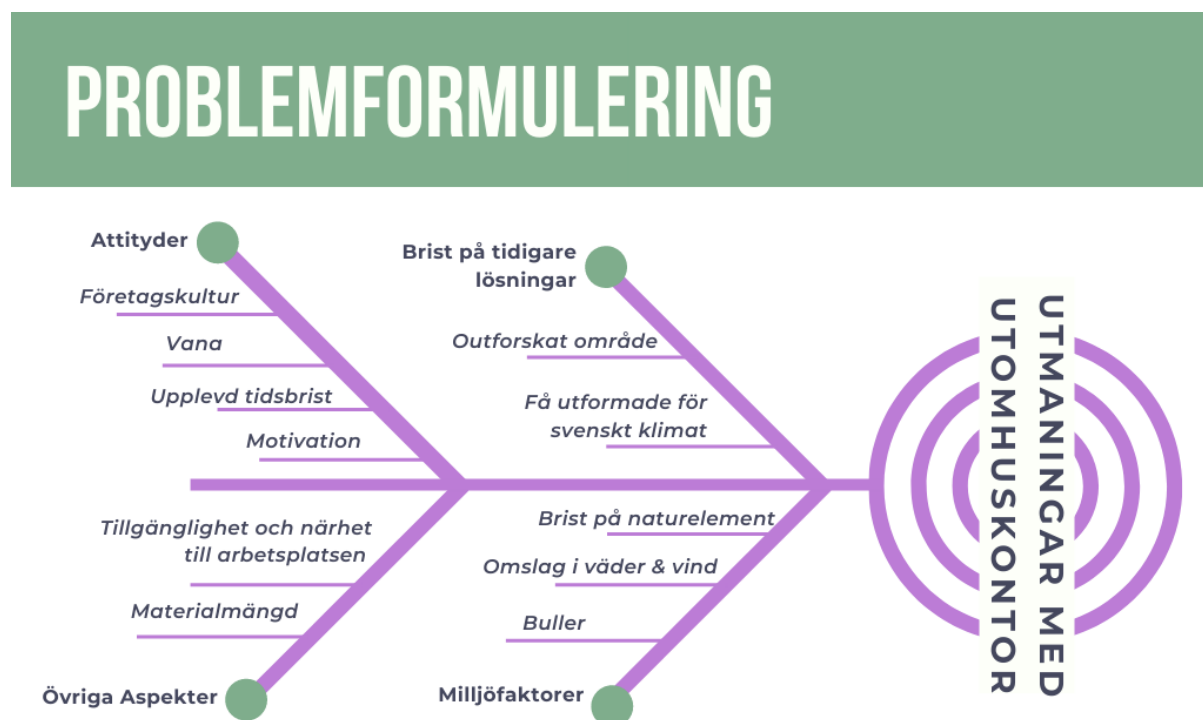 PROBLEMFORMULERING
Attityder
Företagskultur
Vana
Upplevd tidsbrist
Motivation
Brist på tidigare
lösningar
Outforskat område
Få utformade för
svenskt klimat
Tillgänglighet och närhet
till arbetsplatsen
Materialmängd
Övriga Aspekter
Brist på naturelement
Omslag i väder & vind
Buller
Milljöfaktorer
UTMANINGAR MED
UTOMHUSKONTOR